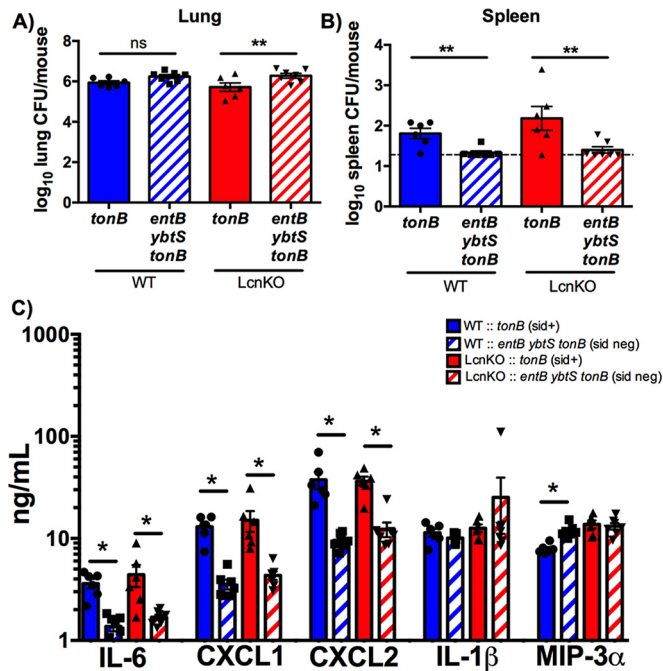 A)
Lung
log10 lung CFU/mouse
10
8
6
4
2
0
ns
**
tonB
entB
ybtS
tonB
tonB
entB
ybtS
tonB
WT
LcnKO
B)
Spleen
log10 spleen CFU/mouse
4
3
2
1
0
**
**
tonB
entB
ybtS
tonB
tonB
entB
ybtS
tonB
WT
LcnKO
C)
ng/mL
1000
100
10
1
WT :: tonB (sid+)
WT :: entB ybtS tonB (sid neg)
LcnKO :: tonB (sid+)
LcnKO :: entB ybtS tonB (sid neg)
*
*
*
*
*
*
*
IL-6
CXCL1
CXCL2
IL-1β
MIP-3α